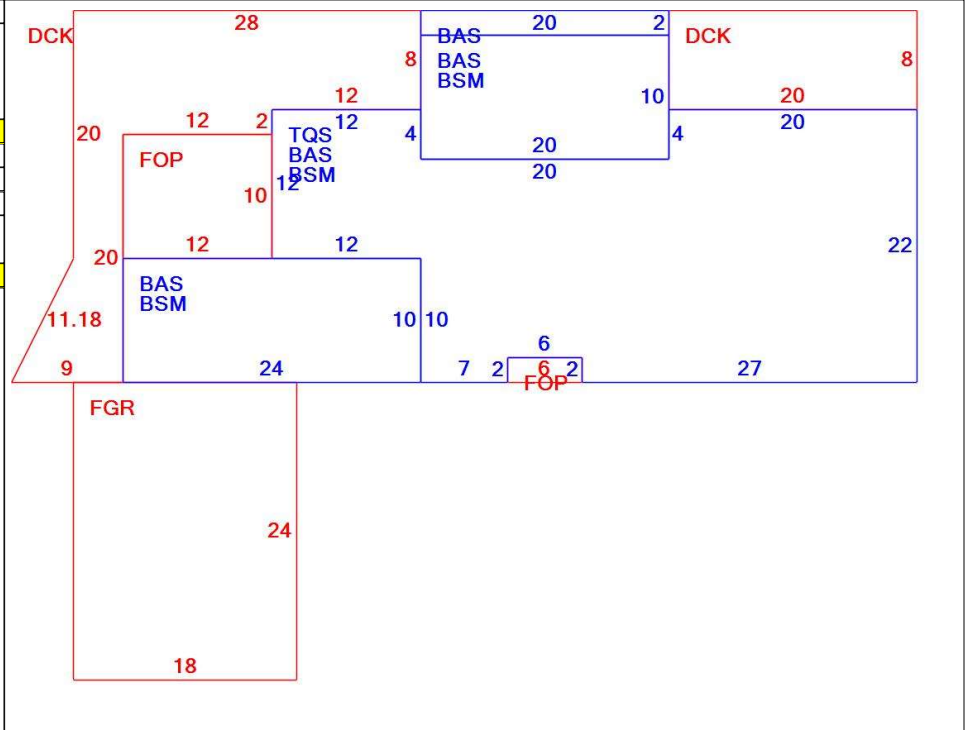 28 20 2
DCK BAS DCK
8 BAS 8
BSM
12 10 20
12 2 12 20
20 TQS 4 4
FOP BAS 20
BSM 20
12
10
12 12 22
20
BAS
BSM
11.18 10 10
6
9 24 7 2 6 2 27
FOP
FGR
24
18